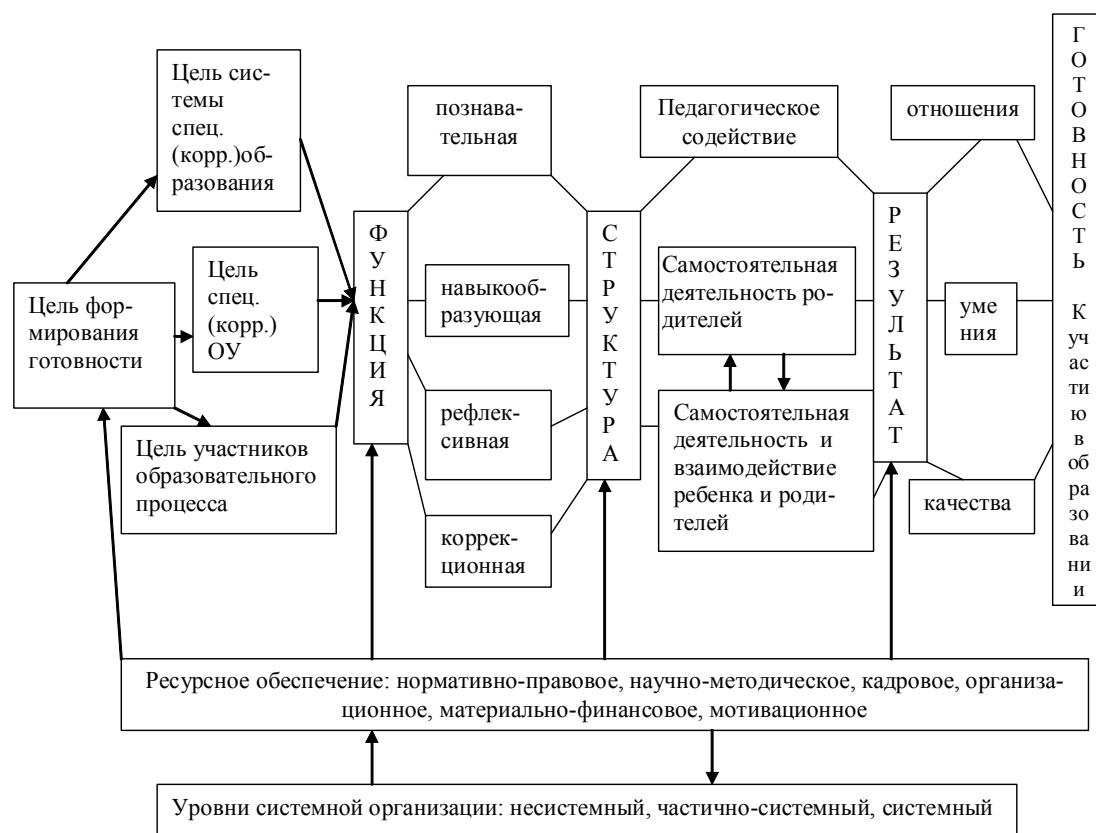 Цель сис-
темы
спец.
(корр.)об-
разования
Цель
спец.
(корр.)
ОУ
Цель фор-
мирования
готовности
Цель участников
образовательного
процесса
ФУНКЦИЯ
познава-
тельная
навыкооб-
разующая
рефлек-
сивная
коррек-
ционная
СТРУКТУРА
Педагогическое
содействие
Самостоятельная
деятельность ро-
дителей
Самостоятельная
деятельность и
взаимодействие
ребенка и роди-
телей
РЕЗУЛЬТАТ
отношения
уме
ния
качества
Г
О
Т
О
В
Н
О
С
Т
Ь
К
уч
ас
ти
ю
в
об
ра
зо
ва
ни
и
Ресурсное обеспечение: нормативно-правовое, научно-методическое, кадровое, организа-
ционное, материально-финансовое, мотивационное
Уровни системной организации: несистемный, частично-системный, системный